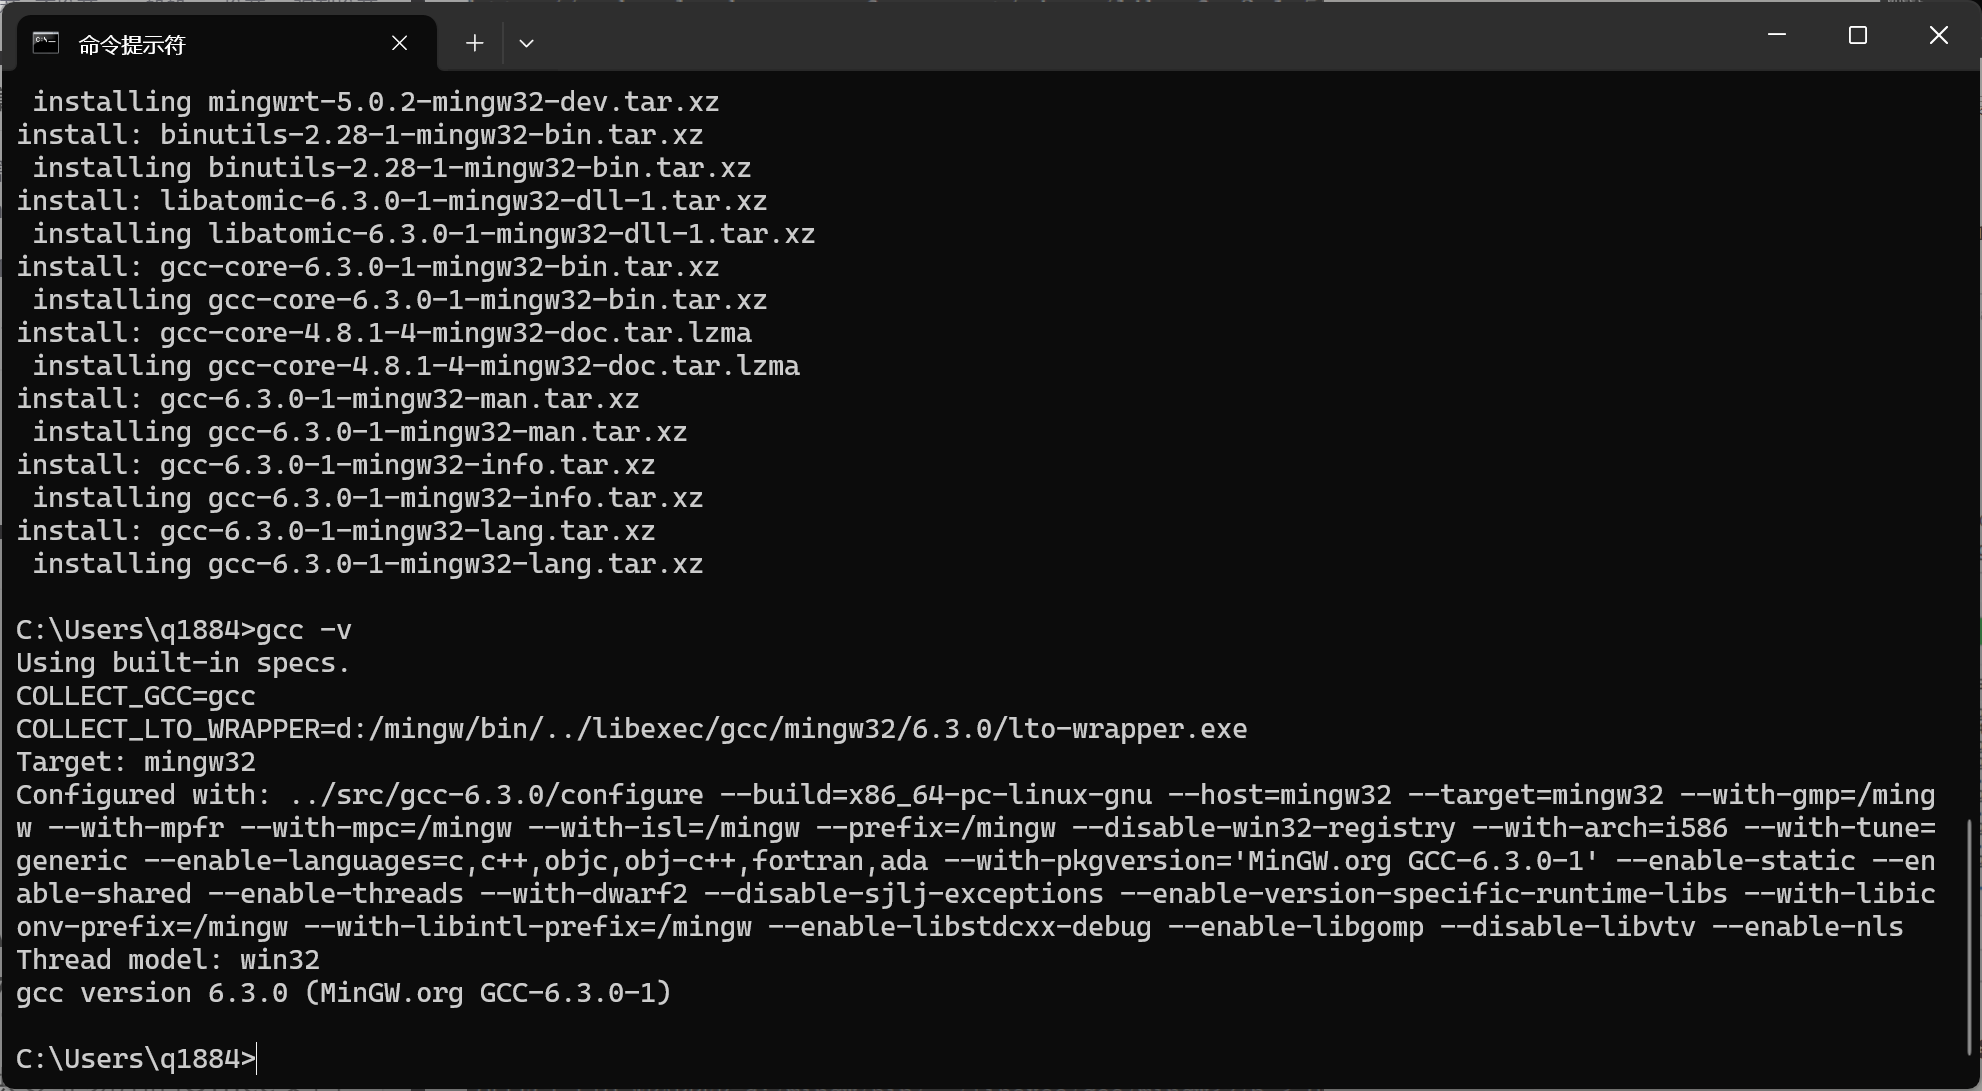 命令提示符
 installing mingwrt-5.0.2-mingw32-dev.tar.xz
install: binutils-2.28-1-mingw32-bin.tar.xz
 installing binutils-2.28-1-mingw32-bin.tar.xz
install: libatomic-6.3.0-1-mingw32-dll-1.tar.xz
 installing libatomic-6.3.0-1-mingw32-dll-1.tar.xz
install: gcc-core-6.3.0-1-mingw32-bin.tar.xz
 installing gcc-core-6.3.0-1-mingw32-bin.tar.xz
install: gcc-core-4.8.1-4-mingw32-doc.tar.lzma
 installing gcc-core-4.8.1-4-mingw32-doc.tar.lzma
install: gcc-6.3.0-1-mingw32-man.tar.xz
 installing gcc-6.3.0-1-mingw32-man.tar.xz
install: gcc-6.3.0-1-mingw32-info.tar.xz
 installing gcc-6.3.0-1-mingw32-info.tar.xz
install: gcc-6.3.0-1-mingw32-lang.tar.xz
 installing gcc-6.3.0-1-mingw32-lang.tar.xz
C:\Users\q1884>gcc -v
Using built-in specs.
COLLECT_GCC=gcc
COLLECT_LTO_WRAPPER=d:/mingw/bin/../libexec/gcc/mingw32/6.3.0/lto-wrapper.exe
Target: mingw32
Configured with: ../src/gcc-6.3.0/configure --build=x86_64-pc-linux-gnu --host=mingw32 --target=mingw32 --with-gmp=/ming
w --with-mpfr --with-mpc=/mingw --with-isl=/mingw --prefix=/mingw --disable-win32-registry --with-arch=i586 --with-tune=
generic --enable-languages=c,c++,objc,obj-c++,fortran,ada --with-pkgversion='MinGW.org GCC-6.3.0-1' --enable-static --en
able-shared --enable-threads --with-dwarf2 --disable-sjlj-exceptions --enable-version-specific-runtime-libs --with-libic
onv-prefix=/mingw --with-libintl-prefix=/mingw --enable-libstdcxx-debug --enable-libgomp --disable-libvtv --enable-nls
Thread model: win32
gcc version 6.3.0 (MinGW.org GCC-6.3.0-1)
C:\Users\q1884>